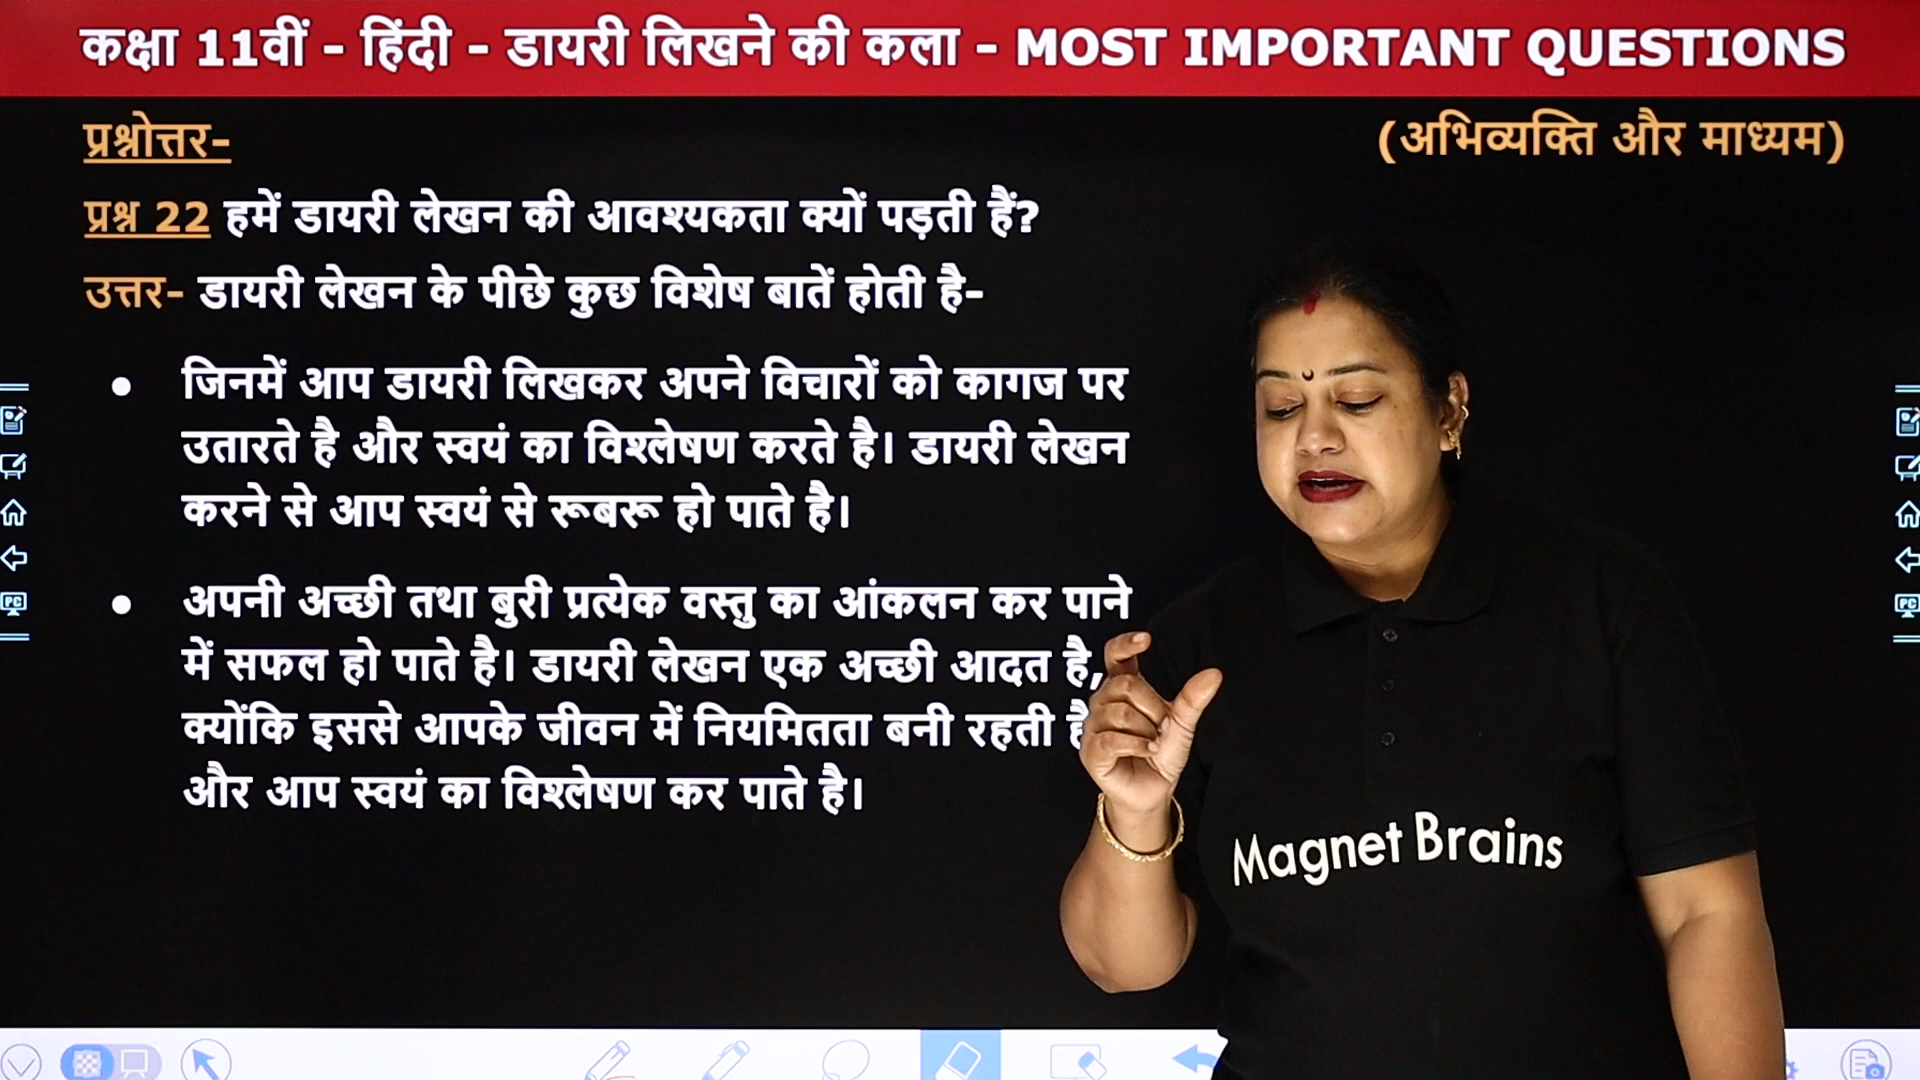 कक्षा 11वीं - हिंदी - डायरी लिखने की कला - MOST IMPORTANT QUESTIONS
प्रश्नोत्तर-
(अभिव्यक्ति और माध्यम)
प्रश्न 22 हमें डायरी लेखन की आवश्यकता क्यों पड़ती हैं?
उत्तर- डायरी लेखन के पीछे कुछ विशेष बातें होती है-
• जिनमें आप डायरी लिखकर अपने विचारों को कागज पर
उतारते है और स्वयं का विश्लेषण करते है। डायरी लेखन
करने से आप स्वयं से रूबरू हो पाते है।
• अपनी अच्छी तथा बुरी प्रत्येक वस्तु का आंकलन कर पाने
में सफल हो पाते है। डायरी लेखन एक अच्छी आदत है,
क्योंकि इससे आपके जीवन में नियमितता बनी रहती है
और आप स्वयं का विश्लेषण कर पाते है।
Magnet Brains
PC
PC